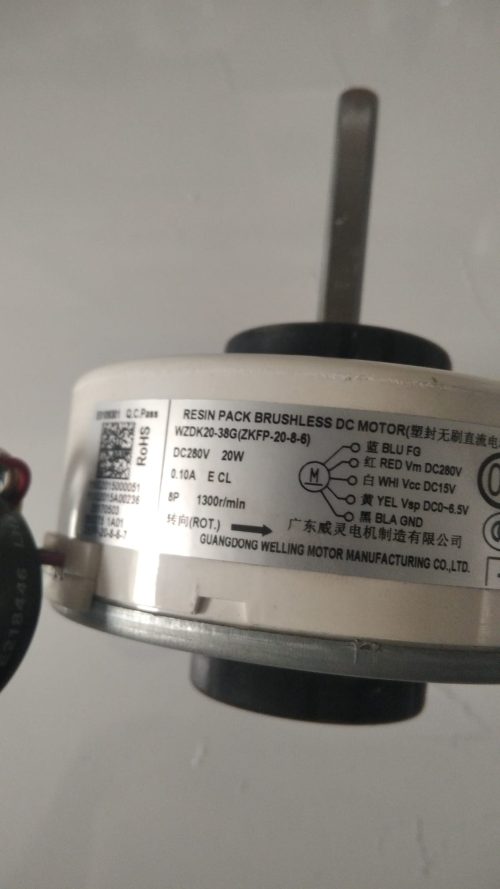 Q.C.Pass
RoHS
RESIN PACK BRUSHLESS DC MOTOR(塑封无刷直流电
WZDK20-38G(ZKFP-20-8-6)
DC280V 20W
0.10A E CL
8P 1300r/min
转向(ROT.)
M
蓝 BLU FG
红 RED Vm DC280V
白 WHI Vcc DC15V
黄 YEL Vsp DC0~6.5V
黑 BLA GND
广东威灵电机制造有限公司
GUANGDONG WELLING MOTOR MANUFACTURING CO.,LTD.